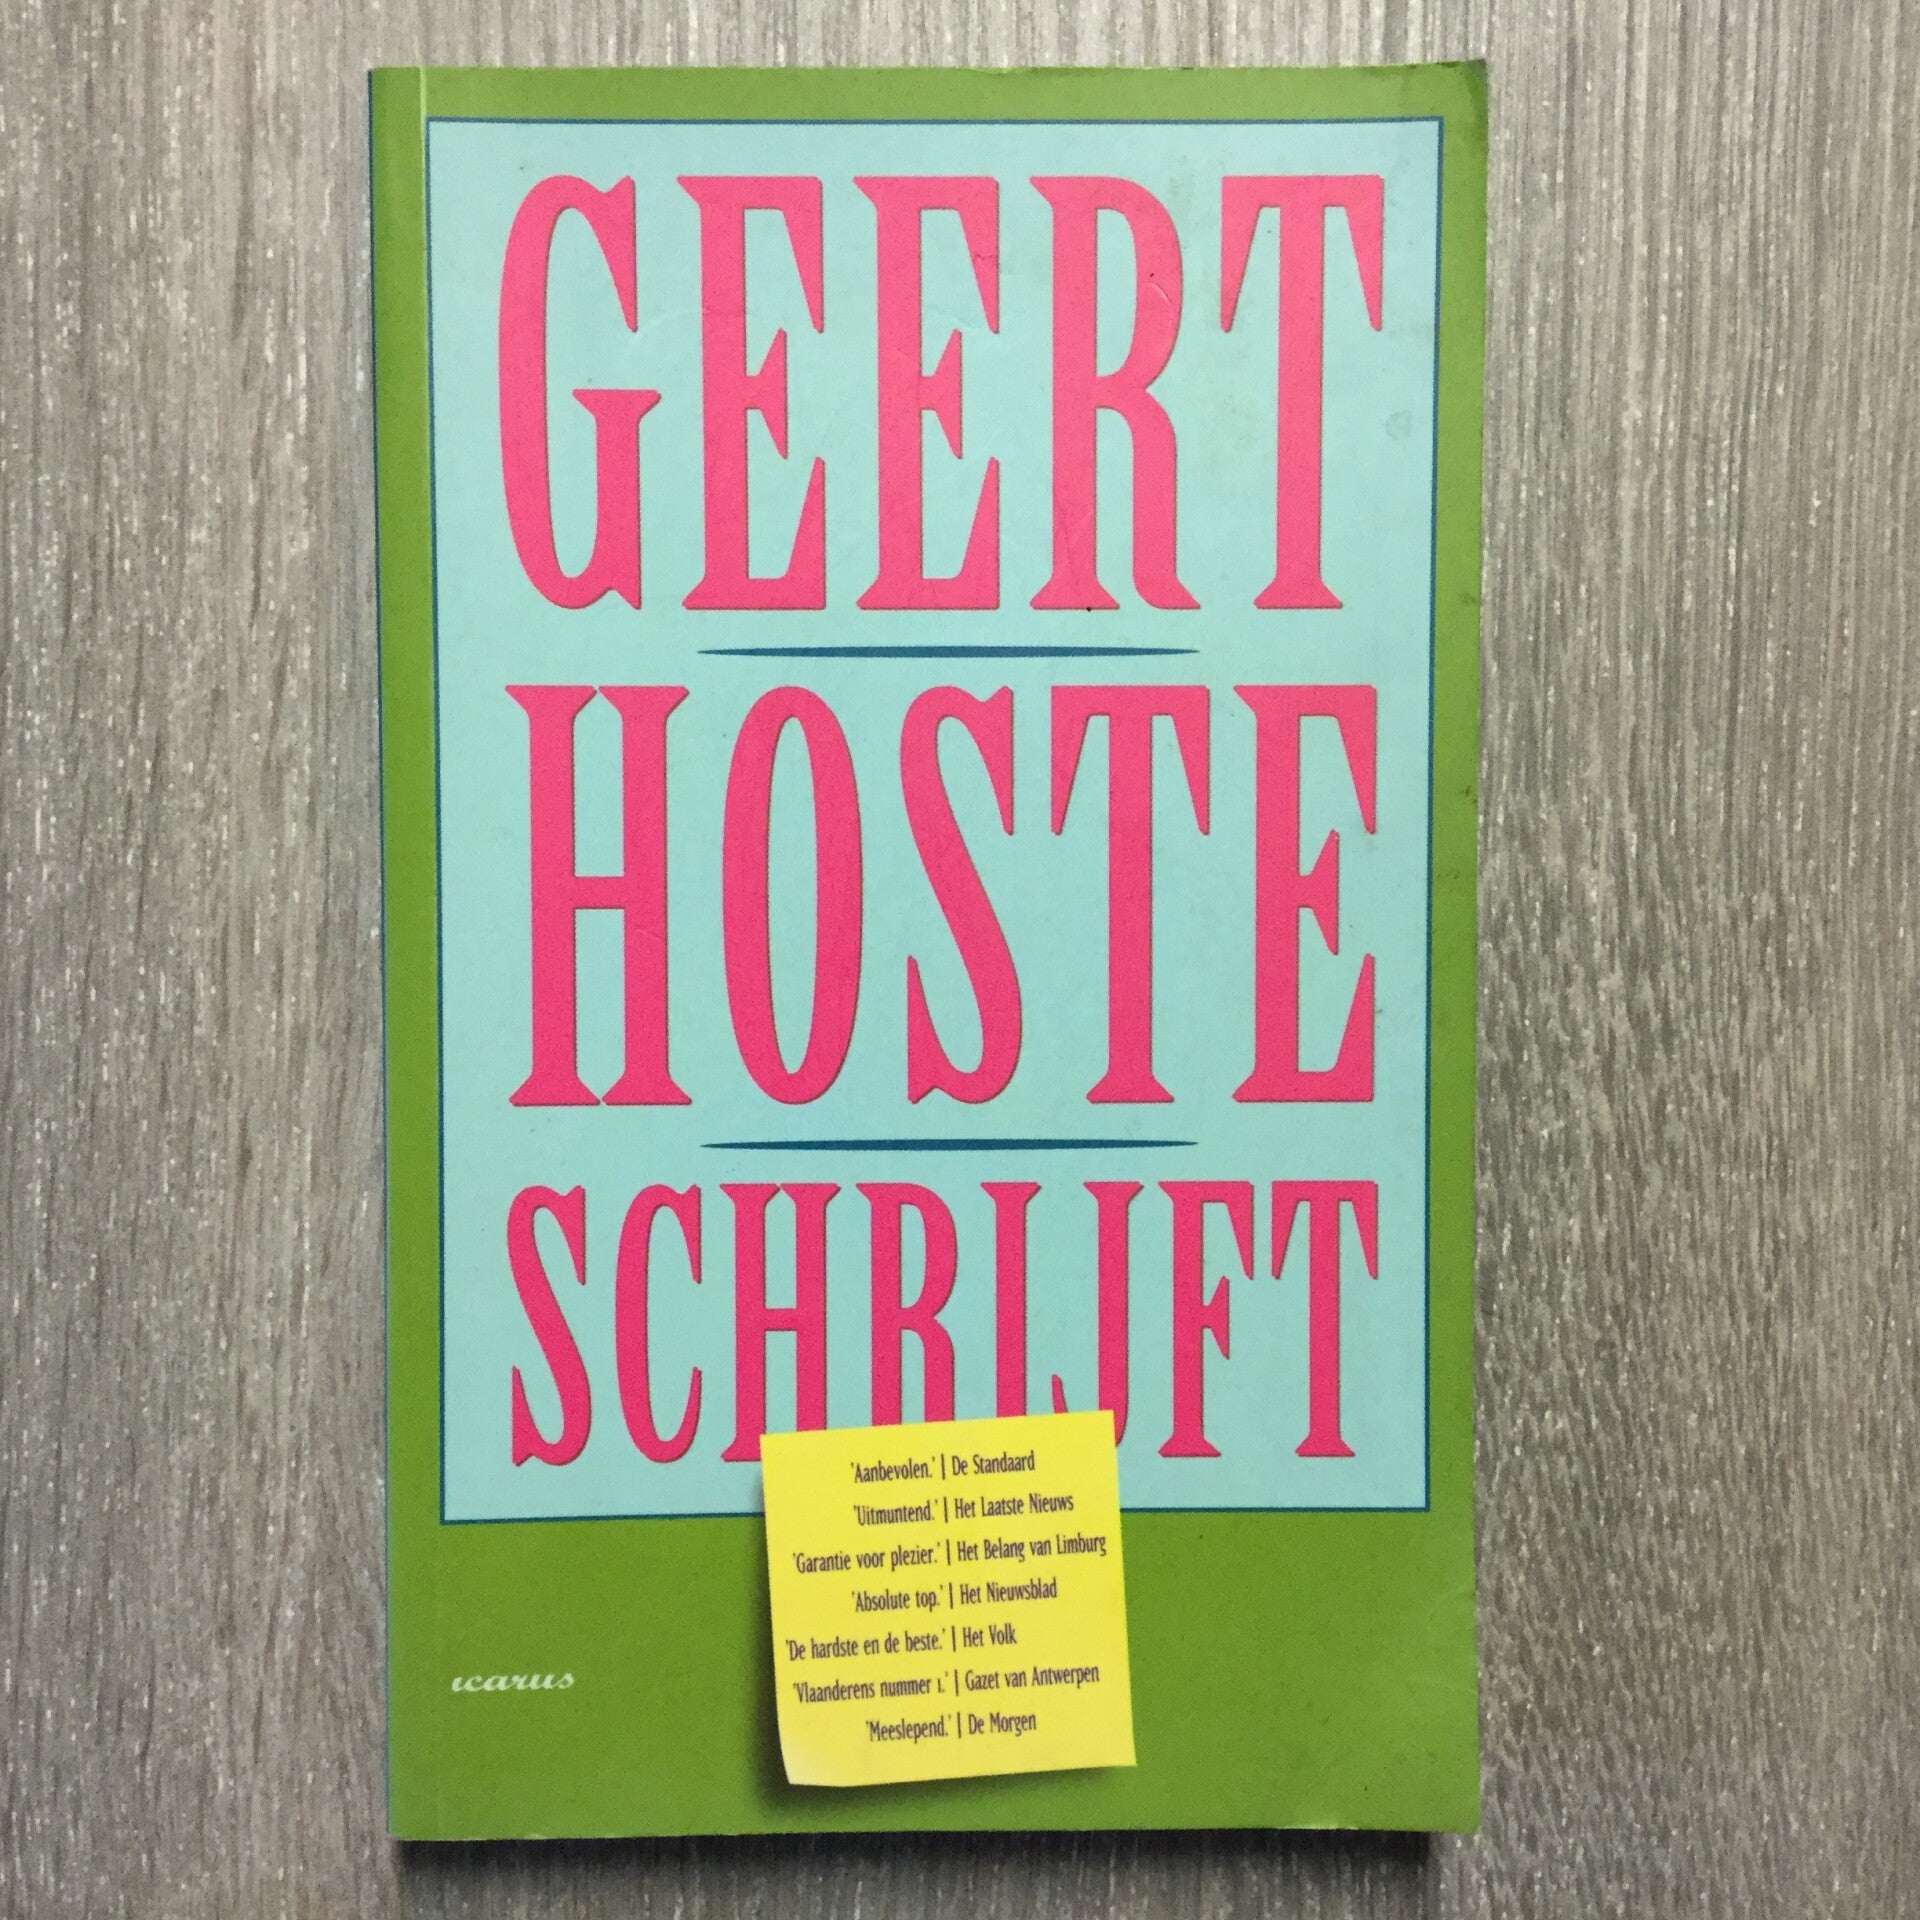 GEERT
HOSTE
SCHRIJFT
'Aanbevolen.' | De Standaard
'Uitmuntend.' | Het Laatste Nieuws
'Garantie voor plezier.' | Het Belang van Limburg
'Absolute top.' | Het Nieuwsblad
'De hardste en de beste.' | Het Volk
'Vlaanderens nummer 1.' | Gazet van Antwerpen
'Meeslepend.' | De Morgen
icarus